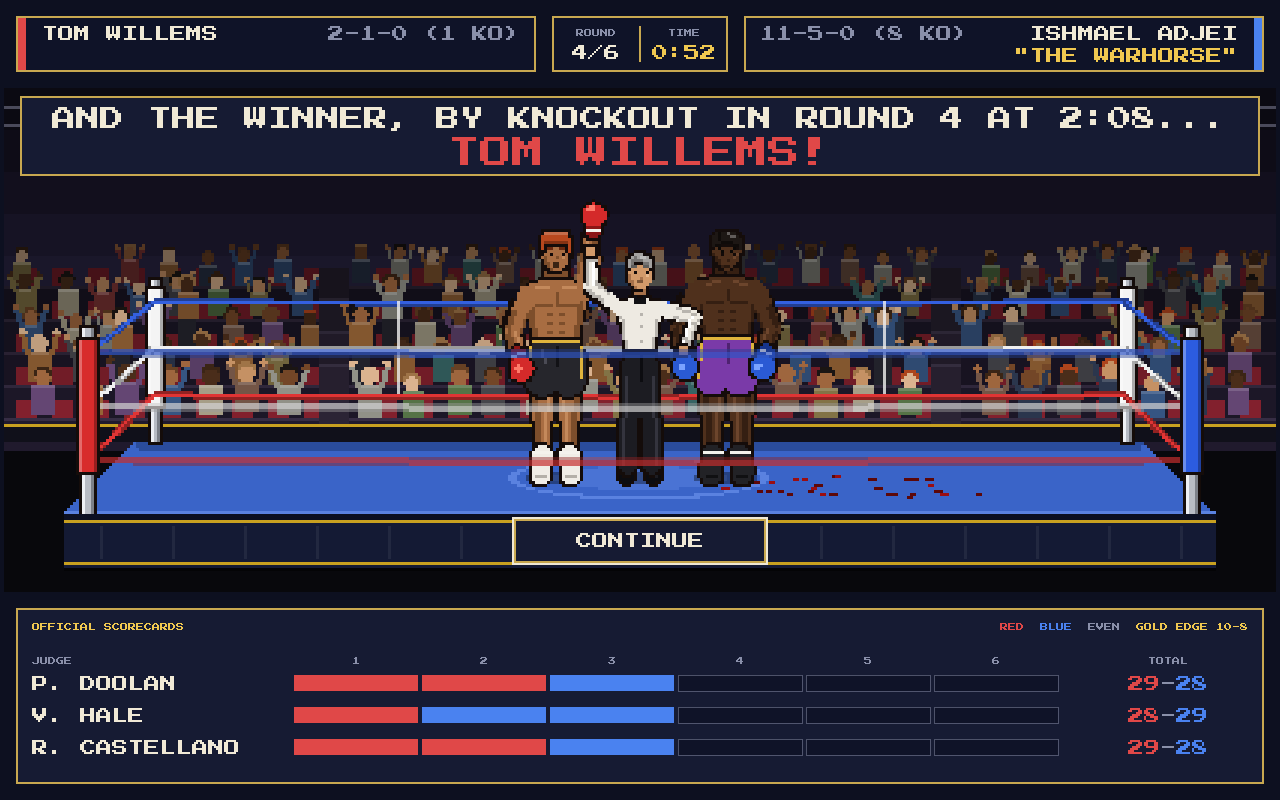 TOM WILLEMS 2-1-0 (1 KO)
ROUND TIME
4/6 0:52
11-5-0 (8 KO) ISHMAEL ADJEI
"THE WARHORSE"
AND THE WINNER, BY KNOCKOUT IN ROUND 4 AT 2:08...
TOM WILLEMS!
CONTINUE
OFFICIAL SCORECARDS RED BLUE EVEN GOLD EDGE 10-8
JUDGE 1 2 3 4 5 6 TOTAL
P. DOOLAN 29-28
V. HALE 28-29
R. CASTELLANO 29-28